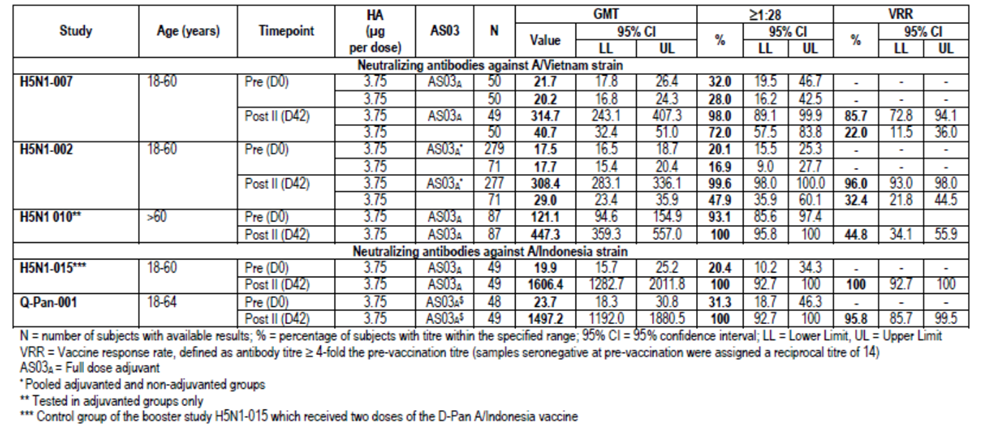 Study Age (years) Timepoint HA (µg per dose) AS03 N GMT ≥1:28 VRR
Value 95% CI % 95% CI % 95% CI
LL UL LL UL LL UL
Neutralizing antibodies against A/Vietnam strain
H5N1-007 18-60 Pre (D0) 3.75 AS03A 50 21.7 17.8 26.4 32.0 19.5 46.7 - - -
3.75 50 20.2 16.8 24.3 28.0 16.2 42.5 - - -
Post II (D42) 3.75 AS03A 49 314.7 243.1 407.3 98.0 89.1 99.9 85.7 72.8 94.1
3.75 50 40.7 32.4 51.0 72.0 57.5 83.8 22.0 11.5 36.0
H5N1-002 18-60 Pre (D0) 3.75 AS03A* 279 17.5 16.5 18.7 20.1 15.5 25.3 - - -
3.75 71 17.7 15.4 20.4 16.9 9.0 27.7 - - -
Post II (D42) 3.75 AS03A* 277 308.4 283.1 336.1 99.6 98.0 100.0 96.0 93.0 98.0
3.75 71 29.0 23.4 35.9 47.9 35.9 60.1 32.4 21.8 44.5
H5N1 010** >60 Pre (D0) 3.75 AS03A 87 121.1 94.6 154.9 93.1 85.6 97.4
Post II (D42) 3.75 AS03A 87 447.3 359.3 557.0 100 95.8 100 44.8 34.1 55.9
Neutralizing antibodies against A/Indonesia strain
H5N1-015*** 18-60 Pre (D0) 3.75 AS03A 49 19.9 15.7 25.2 20.4 10.2 34.3 - - -
Post II (D42) 3.75 AS03A 49 1606.4 1282.7 2011.8 100 92.7 100 100 92.7 100
Q-Pan-001 18-64 Pre (D0) 3.75 AS03A$ 48 23.7 18.3 30.8 31.3 18.7 46.3 - - -
Post II (D42) 3.75 AS03A$ 49 1497.2 1192.0 1880.5 100 92.7 100 95.8 85.7 99.5
N = number of subjects with available results; % = percentage of subjects with titre within the specified range; 95% CI = 95% confidence interval; LL = Lower Limit, UL = Upper Limit
VRR = Vaccine response rate, defined as antibody titre ≥ 4-fold the pre-vaccination titre (samples seronegative at pre-vaccination were assigned a reciprocal titre of 14)
AS03A = Full dose adjuvant
* Pooled adjuvanted and non-adjuvanted groups
** Tested in adjuvanted groups only
*** Control group of the booster study H5N1-015 which received two doses of the D-Pan A/Indonesia vaccine